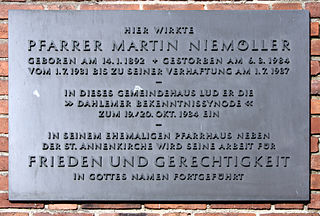 HIER WIRKTE
PFARRER MARTIN NIEMÖLLER
GEBOREN AM 14.1.1892 + GESTORBEN AM 6.3.1984
VOM 1.7.1931 BIS ZU SEINER VERHAFTUNG AM 1.7.1937
–
IN DIESES GEMEINDEHAUS LUD ER DIE
» DAHLEMER BEKENNTNISSYNODE «
ZUM 19./20. OKT. 1934 EIN
–
IN SEINEM EHEMALIGEN PFARRHAUS NEBEN
DER ST. ANNENKIRCHE WIRD SEINE ARBEIT FÜR
FRIEDEN UND GERECHTIGKEIT
IN GOTTES NAMEN FORTGEFÜHRT